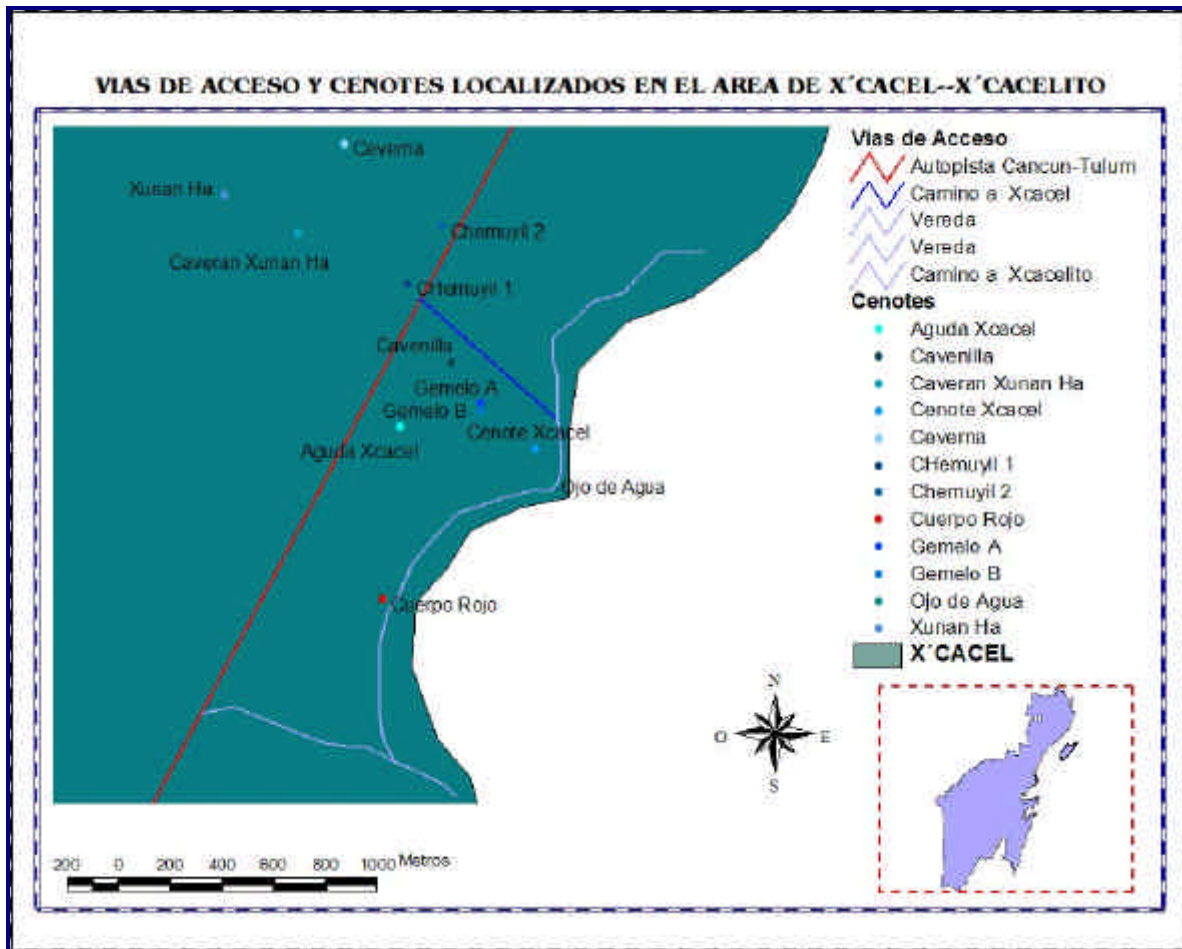 VIAS DE ACCESO Y CENOTES LOCALIZADOS EN EL AREA DE X´CACEL--X´CACELITO
Caverna
Xunan Ha
Chemuyil 2
Caveran Xunan Ha
CHemuyil 1
Cavenilla
Gemelo A
Gemelo B
Cenote Xcacel
Aguda Xcacel
Ojo de Agua
Cuerpo Rojo
Vias de Acceso
Autopista Cancun-Tulum
Camino a Xcacel
Vereda
Vereda
Camino a Xcacelito
Cenotes
Aguda Xcacel
Cavenilla
Caveran Xunan Ha
Cenote Xcacel
Caverna
CHemuyil 1
Chemuyil 2
Cuerpo Rojo
Gemelo A
Gemelo B
Ojo de Agua
Xunan Ha
X´CACEL
N
O E
S
200 0 200 400 600 800 1000 Metros